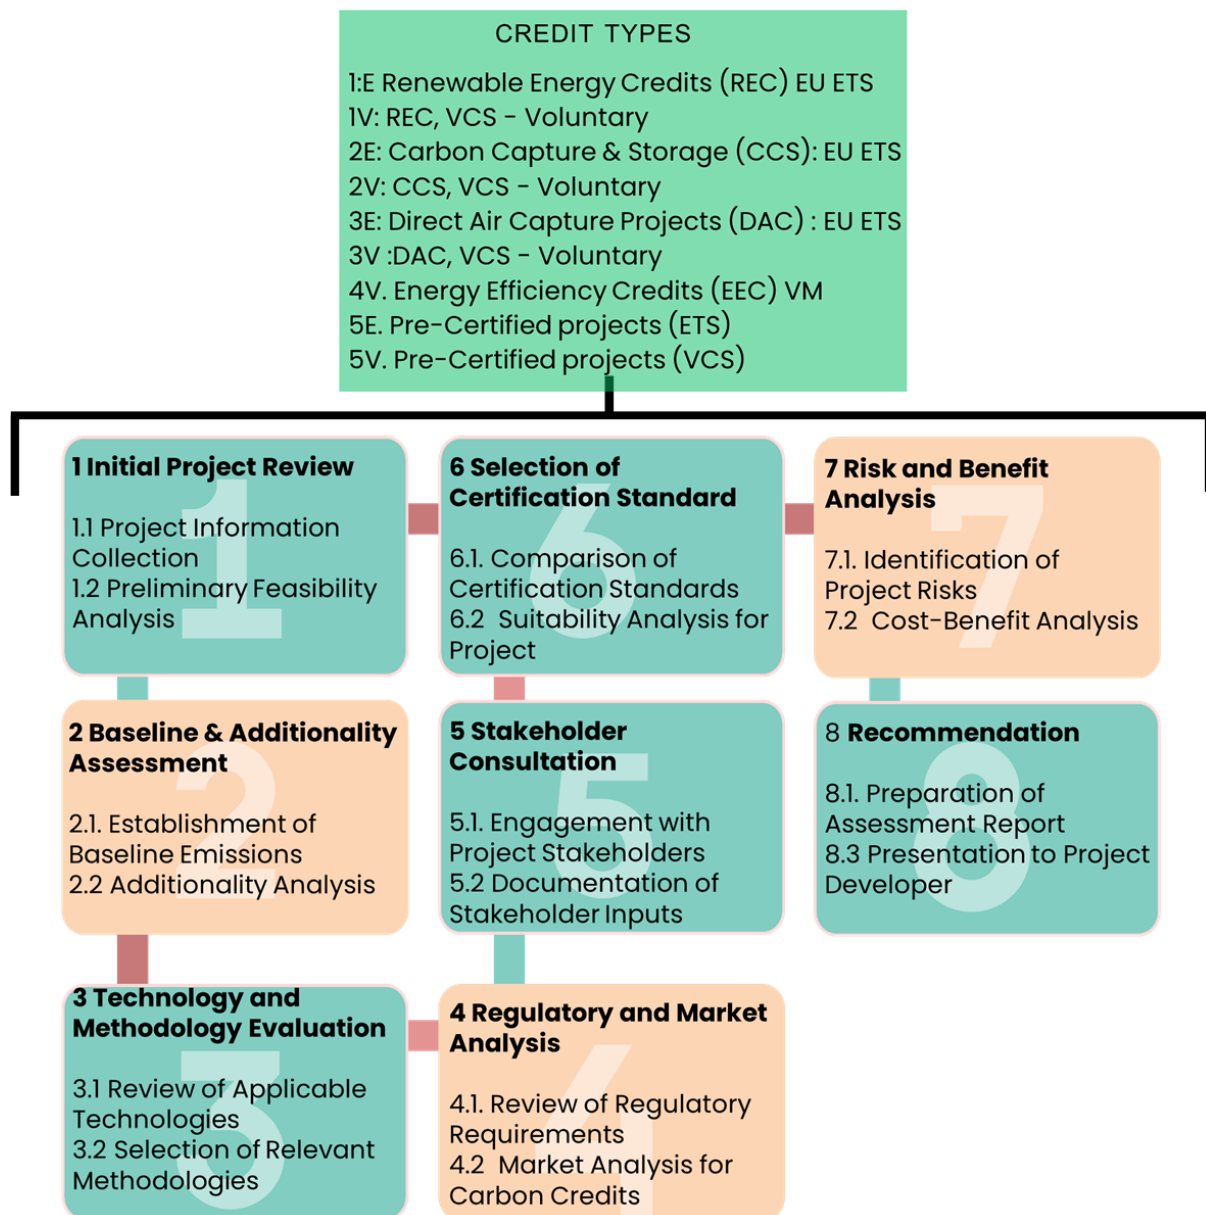 CREDIT TYPES
1:E Renewable Energy Credits (REC) EU ETS
1V: REC, VCS - Voluntary
2E: Carbon Capture & Storage (CCS): EU ETS
2V: CCS, VCS - Voluntary
3E: Direct Air Capture Projects (DAC) : EU ETS
3V :DAC, VCS - Voluntary
4V. Energy Efficiency Credits (EEC) VM
5E. Pre-Certified projects (ETS)
5V. Pre-Certified projects (VCS)
1
1 Initial Project Review
1.1 Project Information
Collection
1.2 Preliminary Feasibility
Analysis
2
2 Baseline & Additionality
Assessment
2.1. Establishment of
Baseline Emissions
2.2 Additionality Analysis
3
3 Technology and
Methodology Evaluation
3.1 Review of Applicable
Technologies
3.2 Selection of Relevant
Methodologies
4
4 Regulatory and Market
Analysis
4.1. Review of Regulatory
Requirements
4.2 Market Analysis for
Carbon Credits
5
5 Stakeholder
Consultation
5.1. Engagement with
Project Stakeholders
5.2 Documentation of
Stakeholder Inputs
6
6 Selection of
Certification Standard
6.1. Comparison of
Certification Standards
6.2 Suitability Analysis for
Project
7
7 Risk and Benefit
Analysis
7.1. Identification of
Project Risks
7.2 Cost-Benefit Analysis
8
8 Recommendation
8.1. Preparation of
Assessment Report
8.3 Presentation to Project
Developer